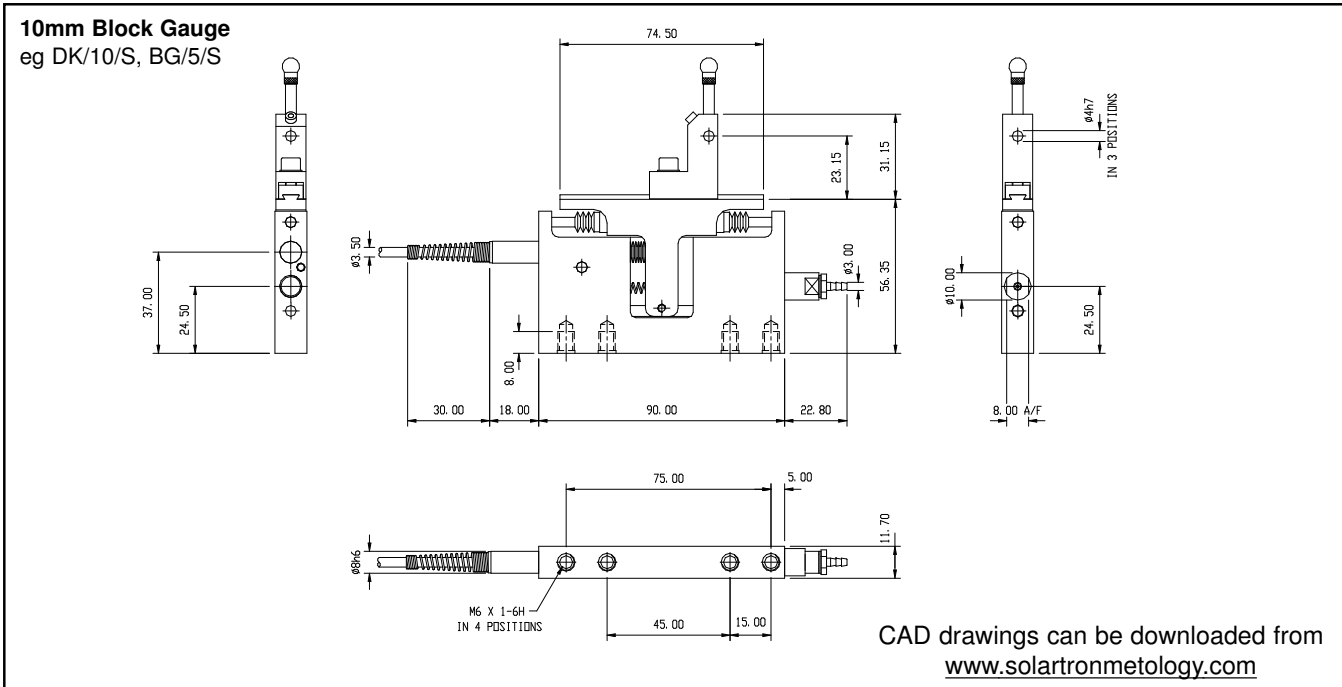 10mm Block Gauge
eg DK/10/S, BG/5/S
74.50
ø4h7
IN 3 POSITIONS
23.15
31.15
ø3.50
ø3.00
56.35
ø10.00
37.00
24.50
24.50
8.00
30.00
18.00
90.00
22.80
8.00 A/F
75.00
5.00
11.70
ø8h6
M6 X 1-6H
IN 4 POSITIONS
45.00
15.00
CAD drawings can be downloaded from
www.solartronmetology.com